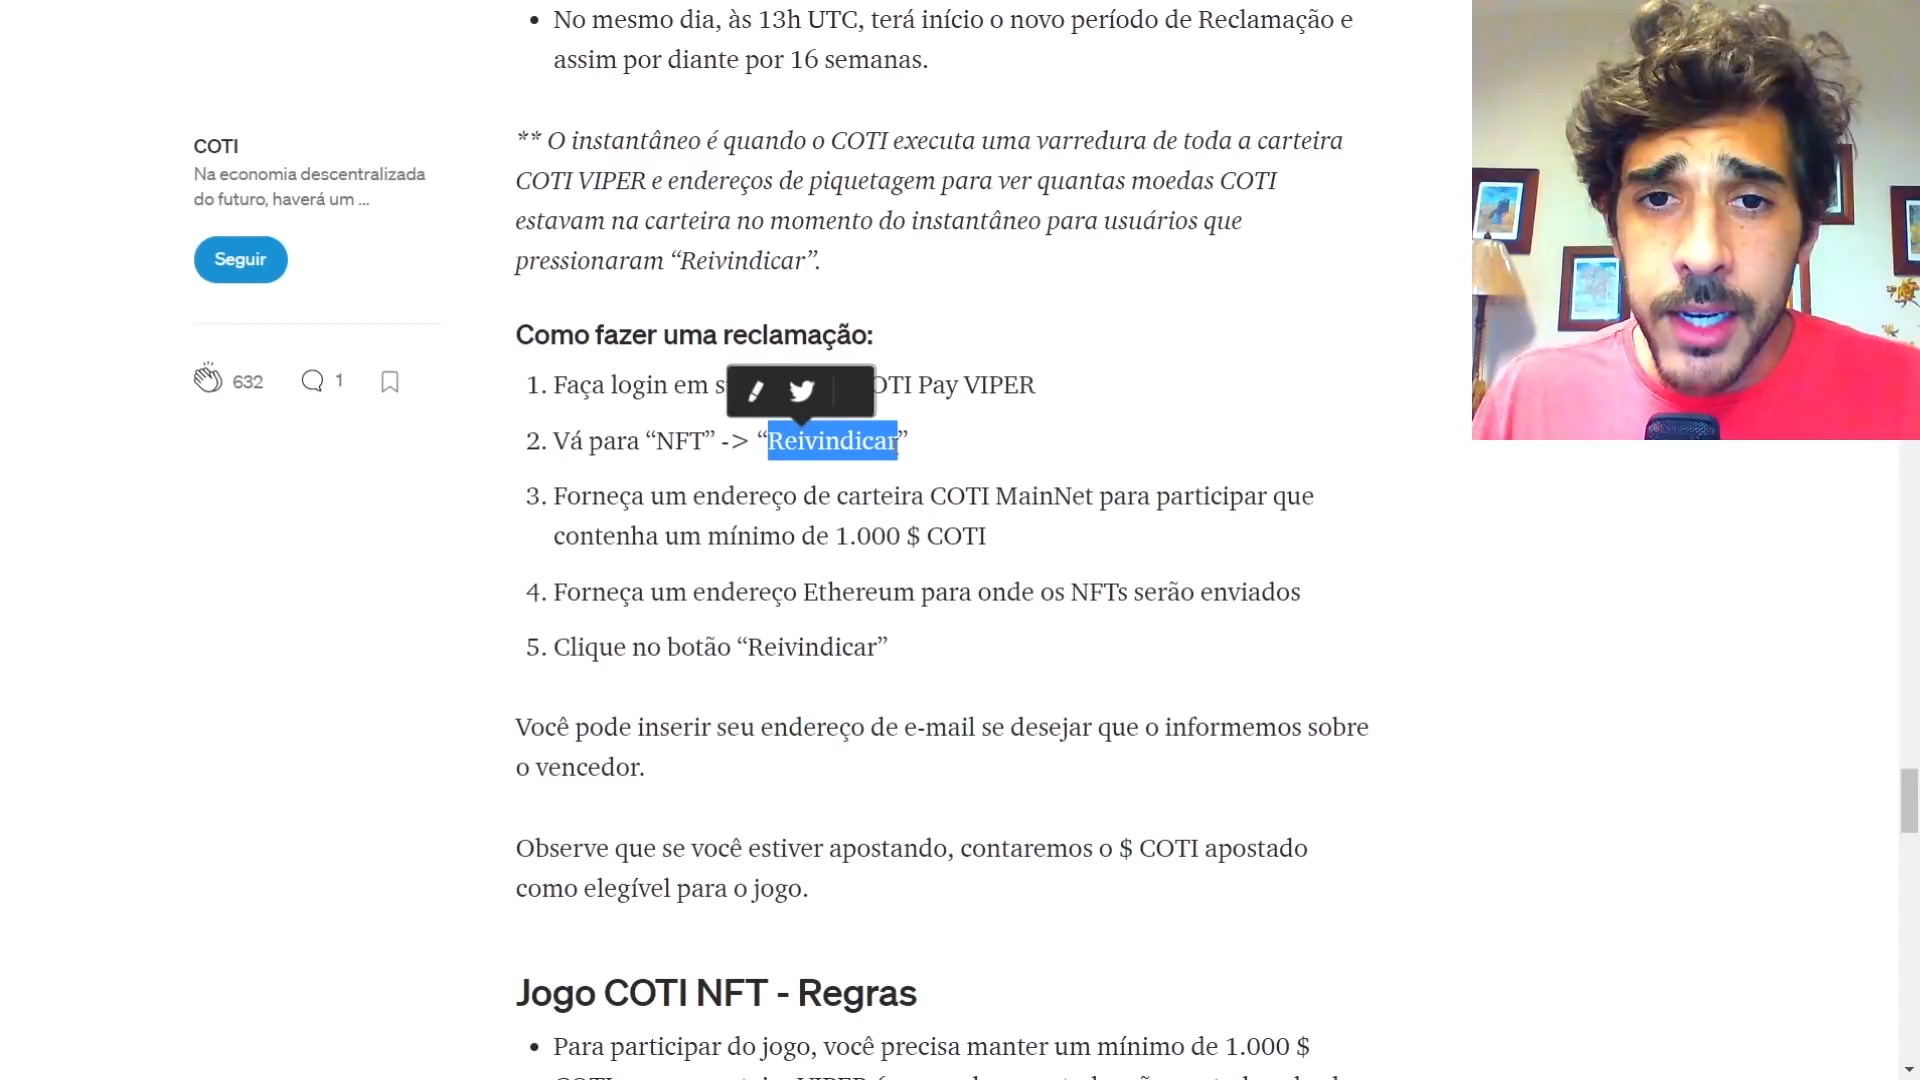 No mesmo dia, às 13h UTC, terá início o novo período de Reclamação e
assim por diante por 16 semanas.
COTI
Na economia descentralizada
do futuro, haverá um ...
Seguir
632
1
** O instantâneo é quando o COTI executa uma varredura de toda a carteira
COTI VIPER e endereços de piquetagem para ver quantas moedas COTI
estavam na carteira no momento do instantâneo para usuários que
pressionaram “Reivindicar”.
Como fazer uma reclamação:
1. Faça login em s OTI Pay VIPER
2. Vá para “NFT” -> “Reivindicar”
3. Forneça um endereço de carteira COTI MainNet para participar que
contenha um mínimo de 1.000 $ COTI
4. Forneça um endereço Ethereum para onde os NFTs serão enviados
5. Clique no botão “Reivindicar”
Você pode inserir seu endereço de e-mail se desejar que o informemos sobre
o vencedor.
Observe que se você estiver apostando, contaremos o $ COTI apostado
como elegível para o jogo.
Jogo COTI NFT - Regras
Para participar do jogo, você precisa manter um mínimo de 1.000 $